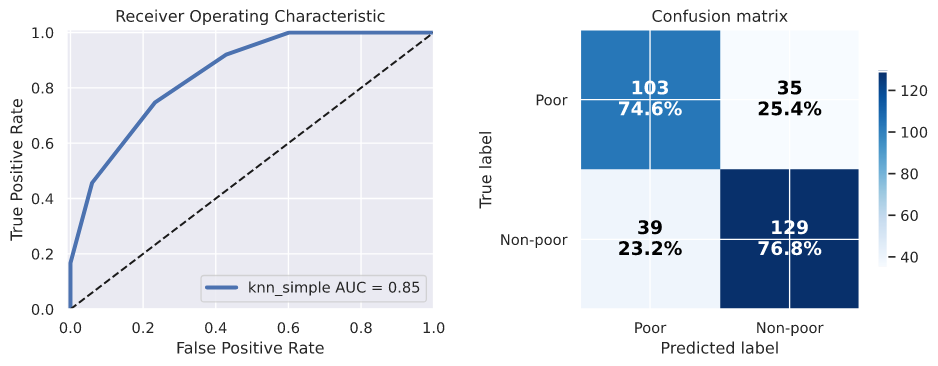 Receiver Operating Characteristic
True Positive Rate
1.0
0.8
0.6
0.4
0.2
0.0
0.0 0.2 0.4 0.6 0.8 1.0
False Positive Rate
knn_simple AUC = 0.85
Confusion matrix
True label
Poor
Non-poor
103
74.6%
35
25.4%
39
23.2%
129
76.8%
Poor Non-poor
Predicted label
120
100
80
60
40